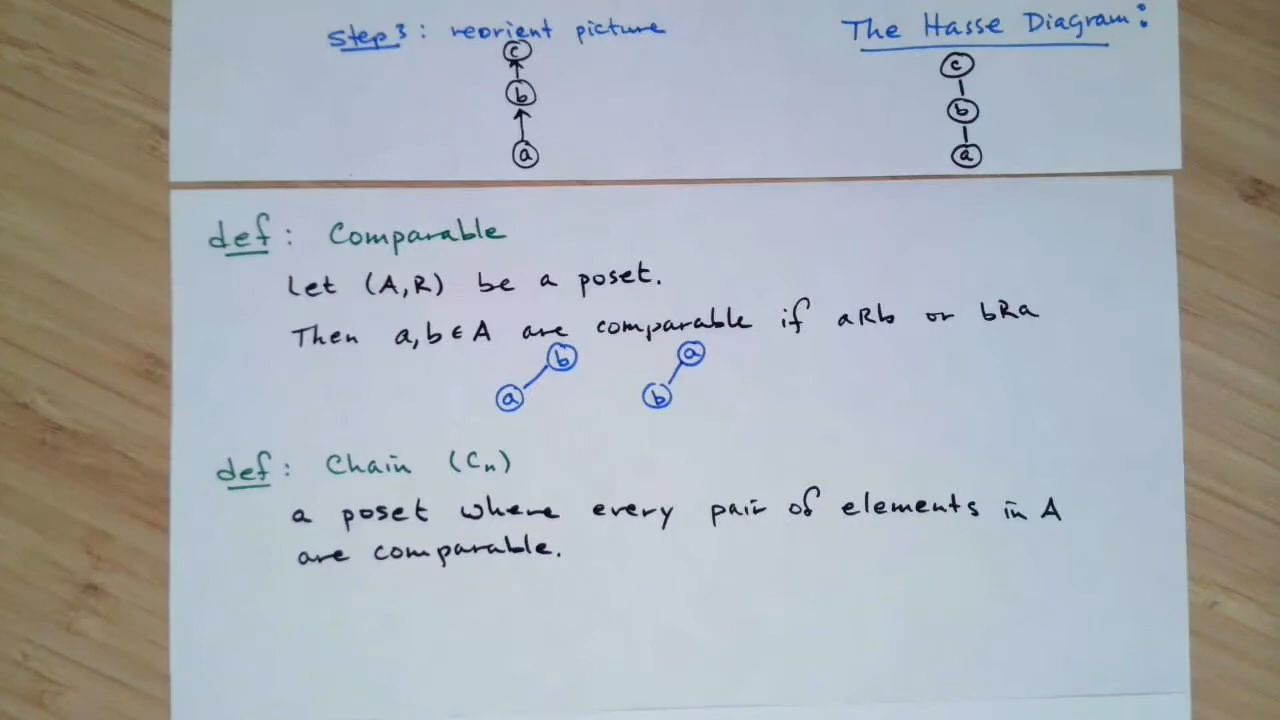 Step 3: reorient picture
c
b
a
The Hasse Diagram:
c
b
a
def: Comparable
Let (A,R) be a poset.
Then a,b ∈ A are comparable if aRb or bRa
b
a
a
b
def: Chain (Cn)
a poset where every pair of elements in A
are comparable.